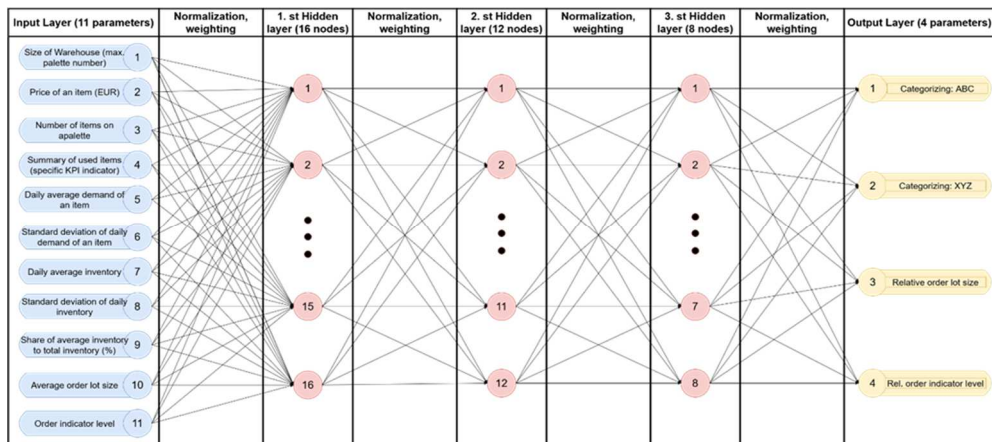 Input Layer (11 parameters)
Normalization,
weighting
1. st Hidden
layer (16 nodes)
Normalization,
weighting
2. st Hidden
layer (12 nodes)
Normalization,
weighting
3. st Hidden
layer (8 nodes)
Normalization,
weighting
Output Layer (4 parameters)
Size of Warehouse (max.
palette number)
1
Price of an item (EUR)
2
Number of items on
apalette
3
Summary of used items
(specific KPI indicator)
4
Daily average demand of
an item
5
Standard deviation of daily
demand of an item
6
Daily average inventory
7
Standard deviation of daily
inventory
8
Share of average inventory
to total inventory (%)
9
Average order lot size
10
Order indicator level
11
1
2
15
16
1
2
11
12
1
2
7
8
1
Categorizing: ABC
2
Categorizing: XYZ
3
Relative order lot size
4
Rel. order indicator level